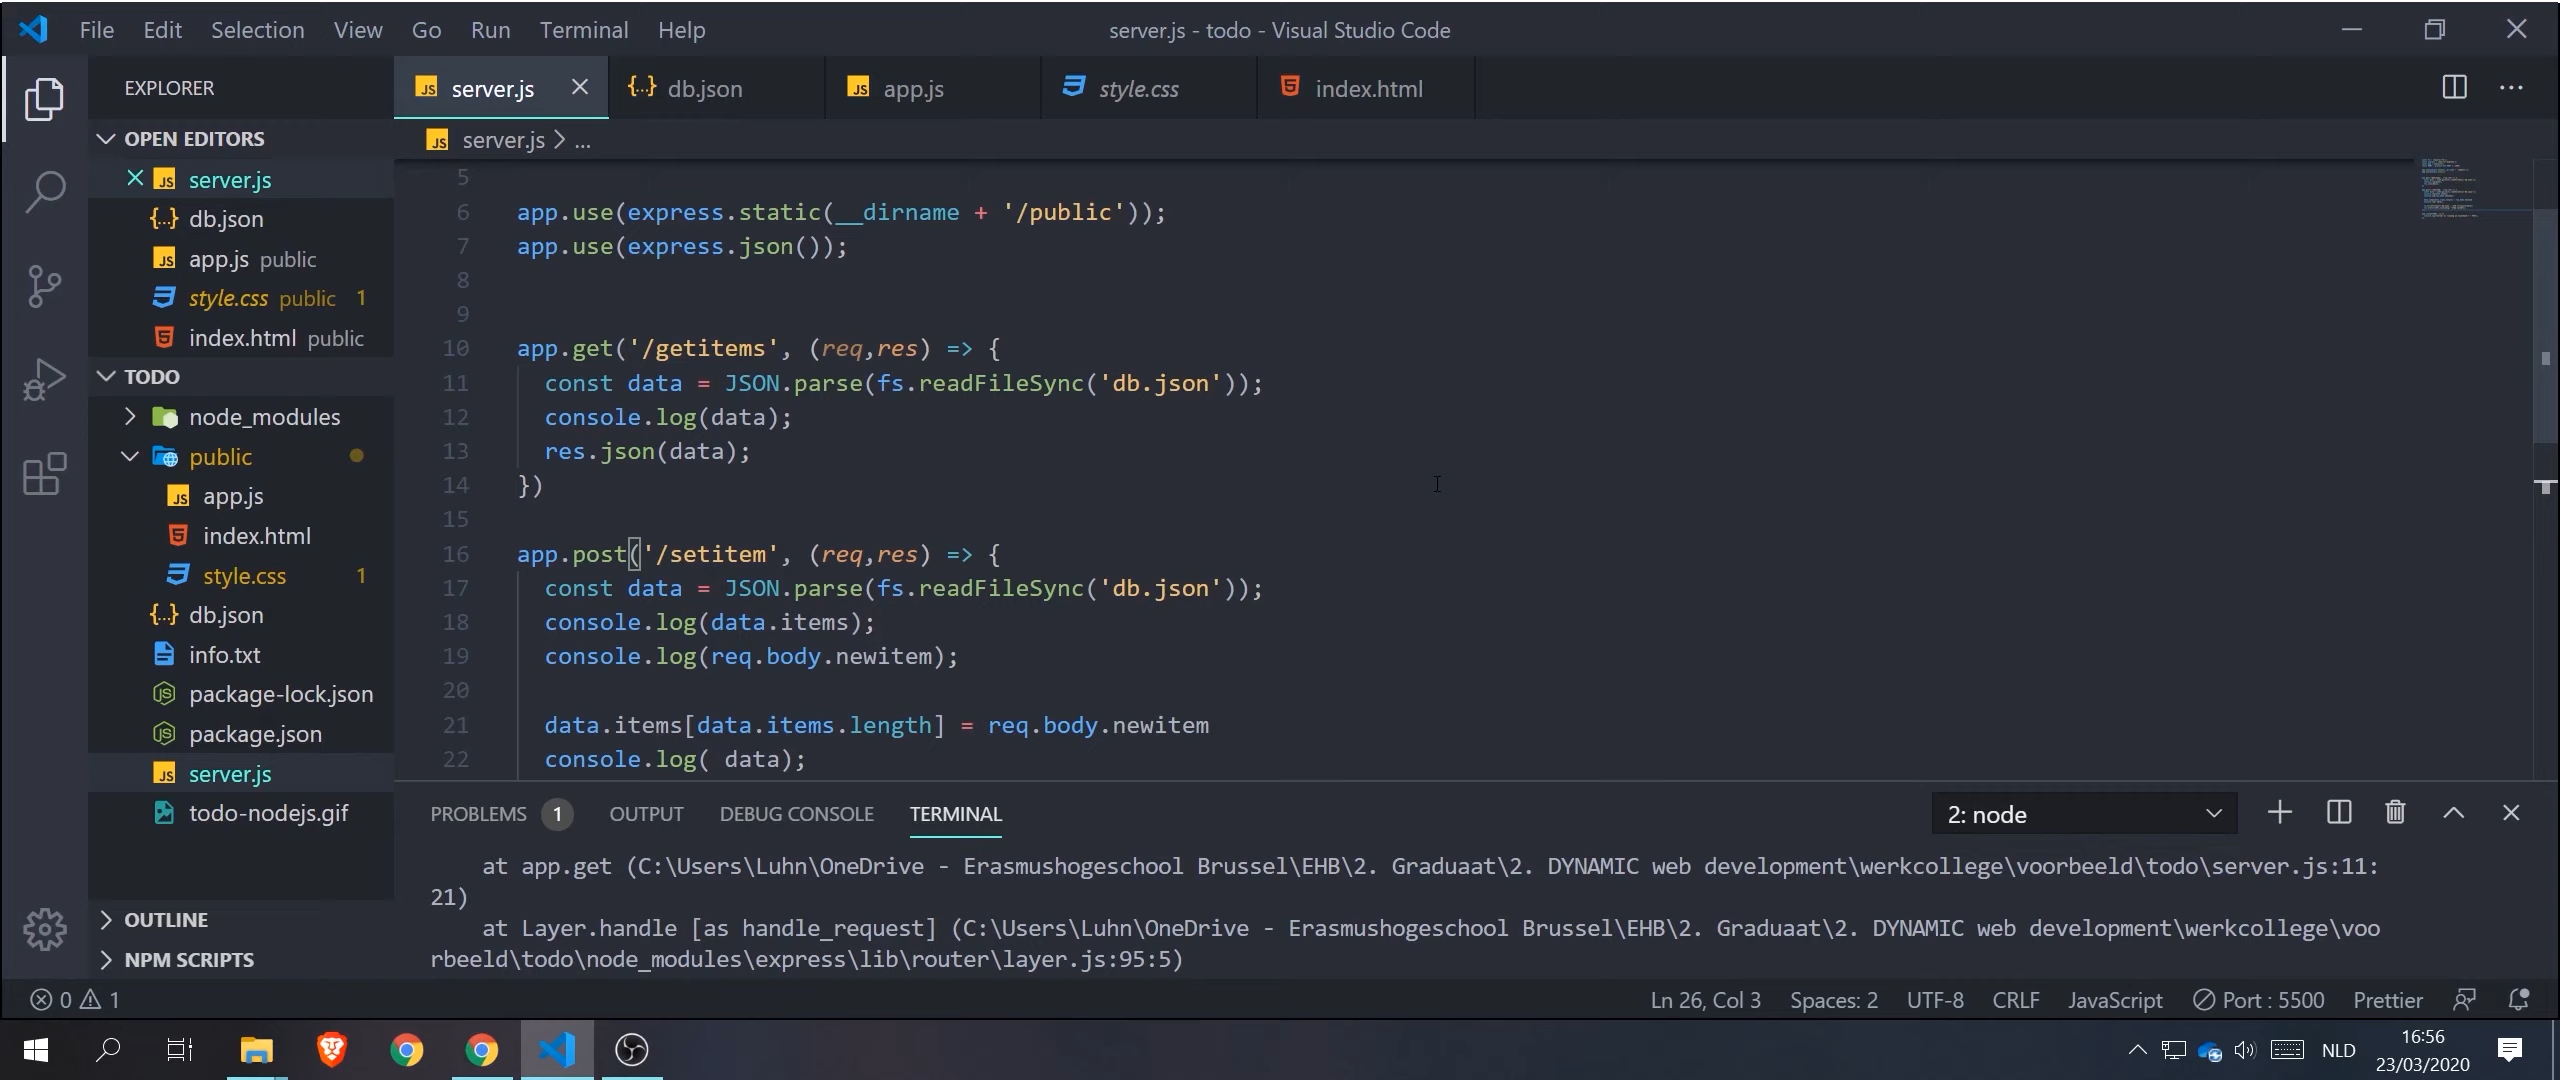 File Edit Selection View Go Run Terminal Help
server.js - todo - Visual Studio Code
EXPLORER
server.js
db.json
app.js
style.css
index.html
OPEN EDITORS
server.js
db.json
app.js public
style.css public 1
index.html public
TODO
node_modules
public
app.js
index.html
style.css 1
db.json
info.txt
package-lock.json
package.json
server.js
todo-nodejs.gif
OUTLINE
NPM SCRIPTS
server.js > ...
5
6 app.use(express.static(__dirname + '/public'));
7 app.use(express.json());
8
9
10 app.get('/getitems', (req,res) => {
11 const data = JSON.parse(fs.readFileSync('db.json'));
12 console.log(data);
13 res.json(data);
14 })
15
16 app.post('/setitem', (req,res) => {
17 const data = JSON.parse(fs.readFileSync('db.json'));
18 console.log(data.items);
19 console.log(req.body.newitem);
20
21 data.items[data.items.length] = req.body.newitem
22 console.log( data);
PROBLEMS 1 OUTPUT DEBUG CONSOLE TERMINAL
2: node
at app.get (C:\Users\Luhn\OneDrive - Erasmushogeschool Brussel\EHB\2. Graduaat\2. DYNAMIC web development\werkcollege\voorbeeld\todo\server.js:11:
21)
at Layer.handle [as handle_request] (C:\Users\Luhn\OneDrive - Erasmushogeschool Brussel\EHB\2. Graduaat\2. DYNAMIC web development\werkcollege\voo
rbeeld\todo\node_modules\express\lib\router\layer.js:95:5)
0 1
Ln 26, Col 3 Spaces: 2 UTF-8 CRLF JavaScript Port : 5500 Prettier
NLD
16:56
23/03/2020